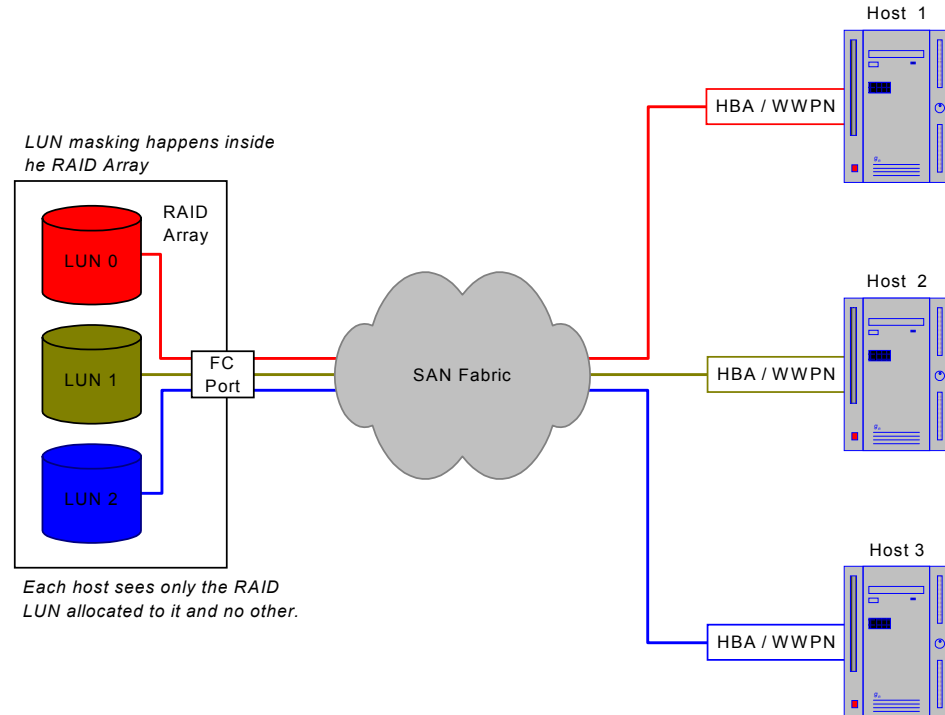 Host 1
HBA / WWPN
LUN masking happens inside
he RAID Array
RAID
Array
LUN 0
Host 2
LUN 1
FC
Port
SAN Fabric
HBA / WWPN
LUN 2
Host 3
Each host sees only the RAID
LUN allocated to it and no other.
HBA / WWPN